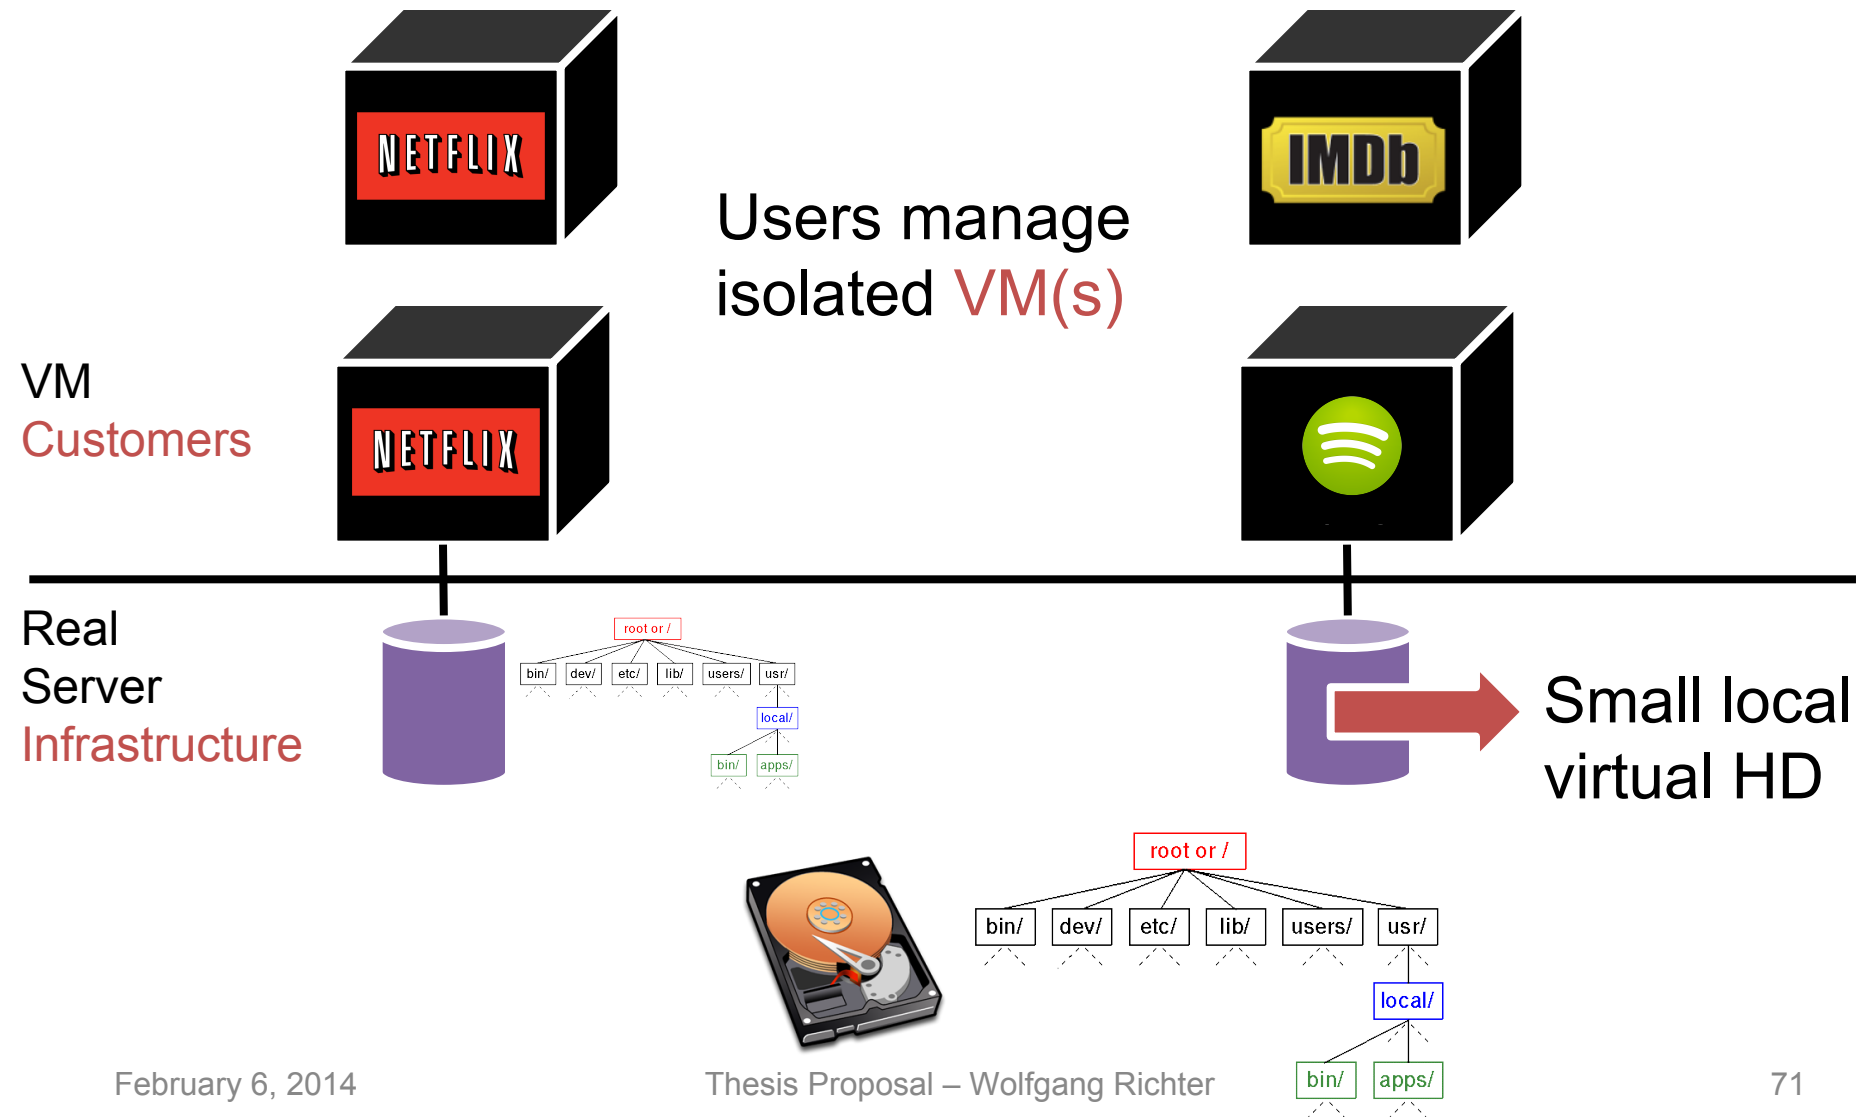 NETFLIX
IMDb
Users manage
isolated VM(s)
VM
Customers
NETFLIX
Real
Server
Infrastructure
root or /
bin/ dev/ etc/ lib/ users/ usr/
local/
bin/ apps/
Small local
virtual HD
root or /
bin/ dev/ etc/ lib/ users/ usr/
local/
bin/ apps/
February 6, 2014
Thesis Proposal – Wolfgang Richter
71